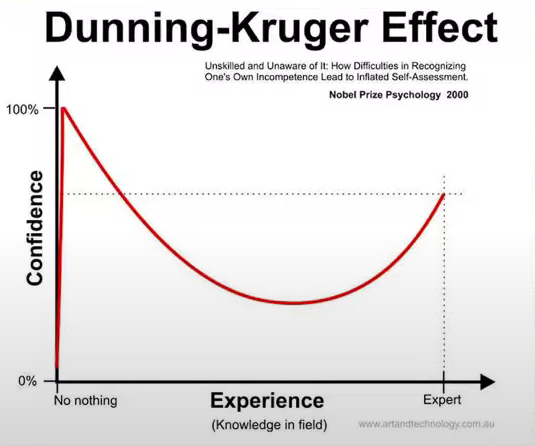 Dunning-Kruger Effect
Unskilled and Unaware of It: How Difficulties in Recognizing
One's Own Incompetence Lead to Inflated Self-Assessment.
Nobel Prize Psychology 2000
100%
Confidence
0%
No nothing
Experience
Expert
(Knowledge in field)
www.artandtechnology.com.au